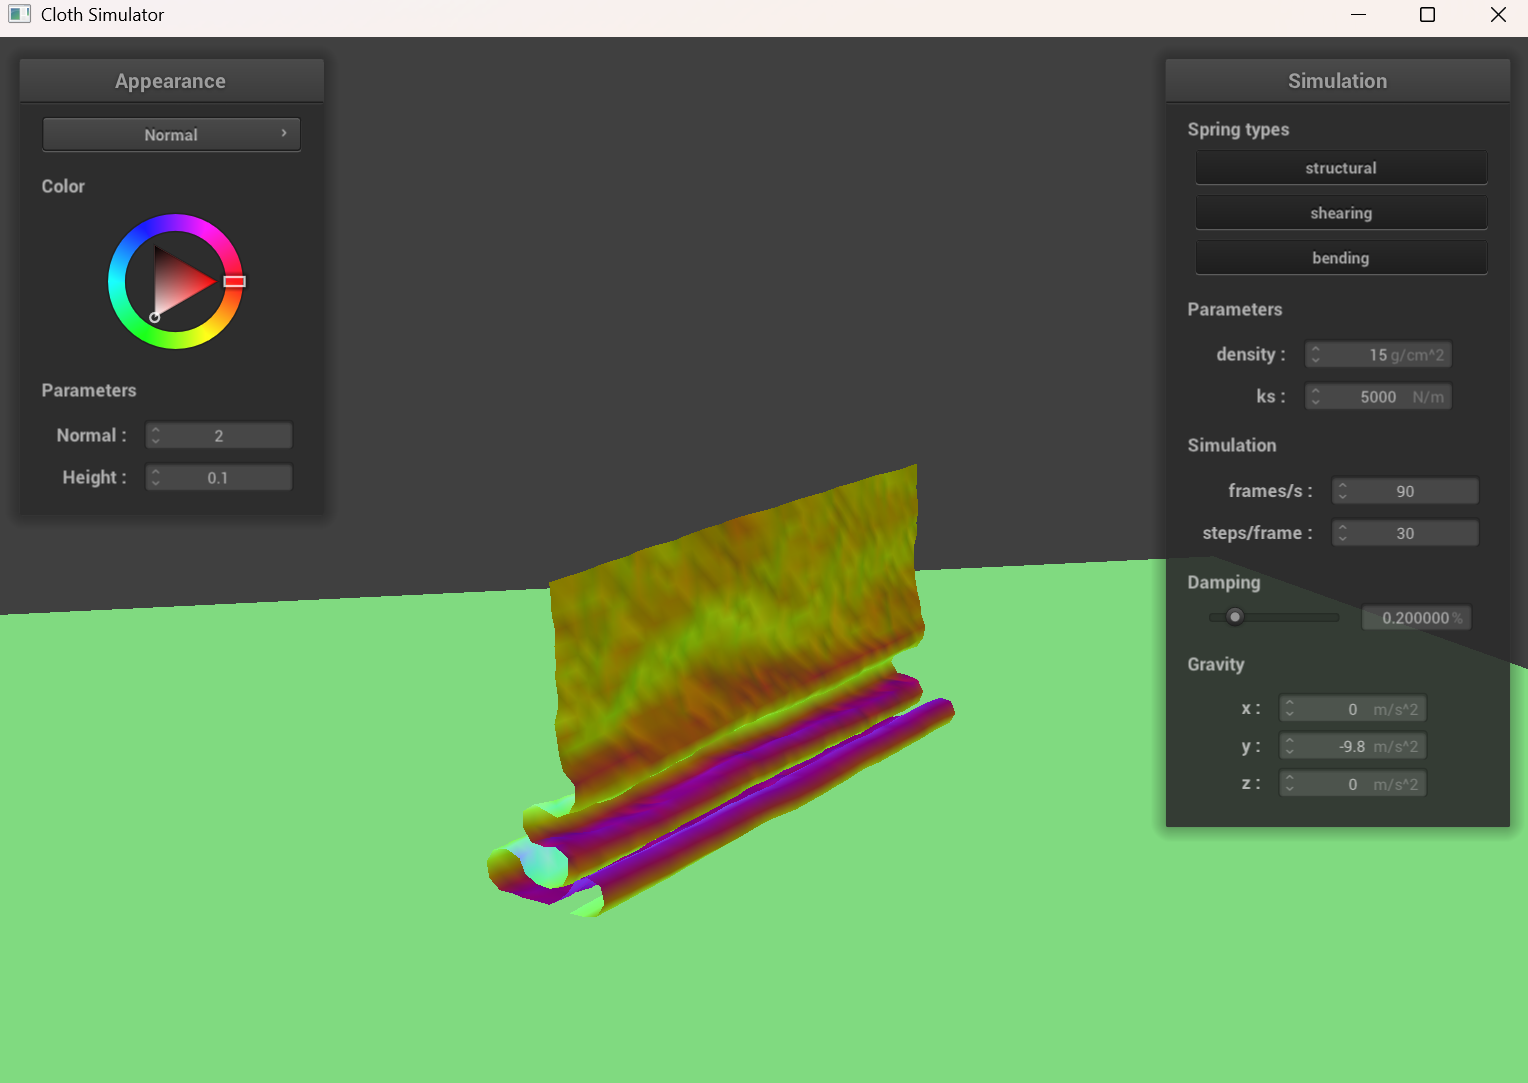 Cloth Simulator
Appearance
Normal
Color
Parameters
Normal : 2
Height : 0.1
Simulation
Spring types
structural
shearing
bending
Parameters
density : 15 g/cm^2
ks : 5000 N/m
Simulation
frames/s : 90
steps/frame : 30
Damping
0.200000 %
Gravity
x : 0 m/s^2
y : -9.8 m/s^2
z : 0 m/s^2